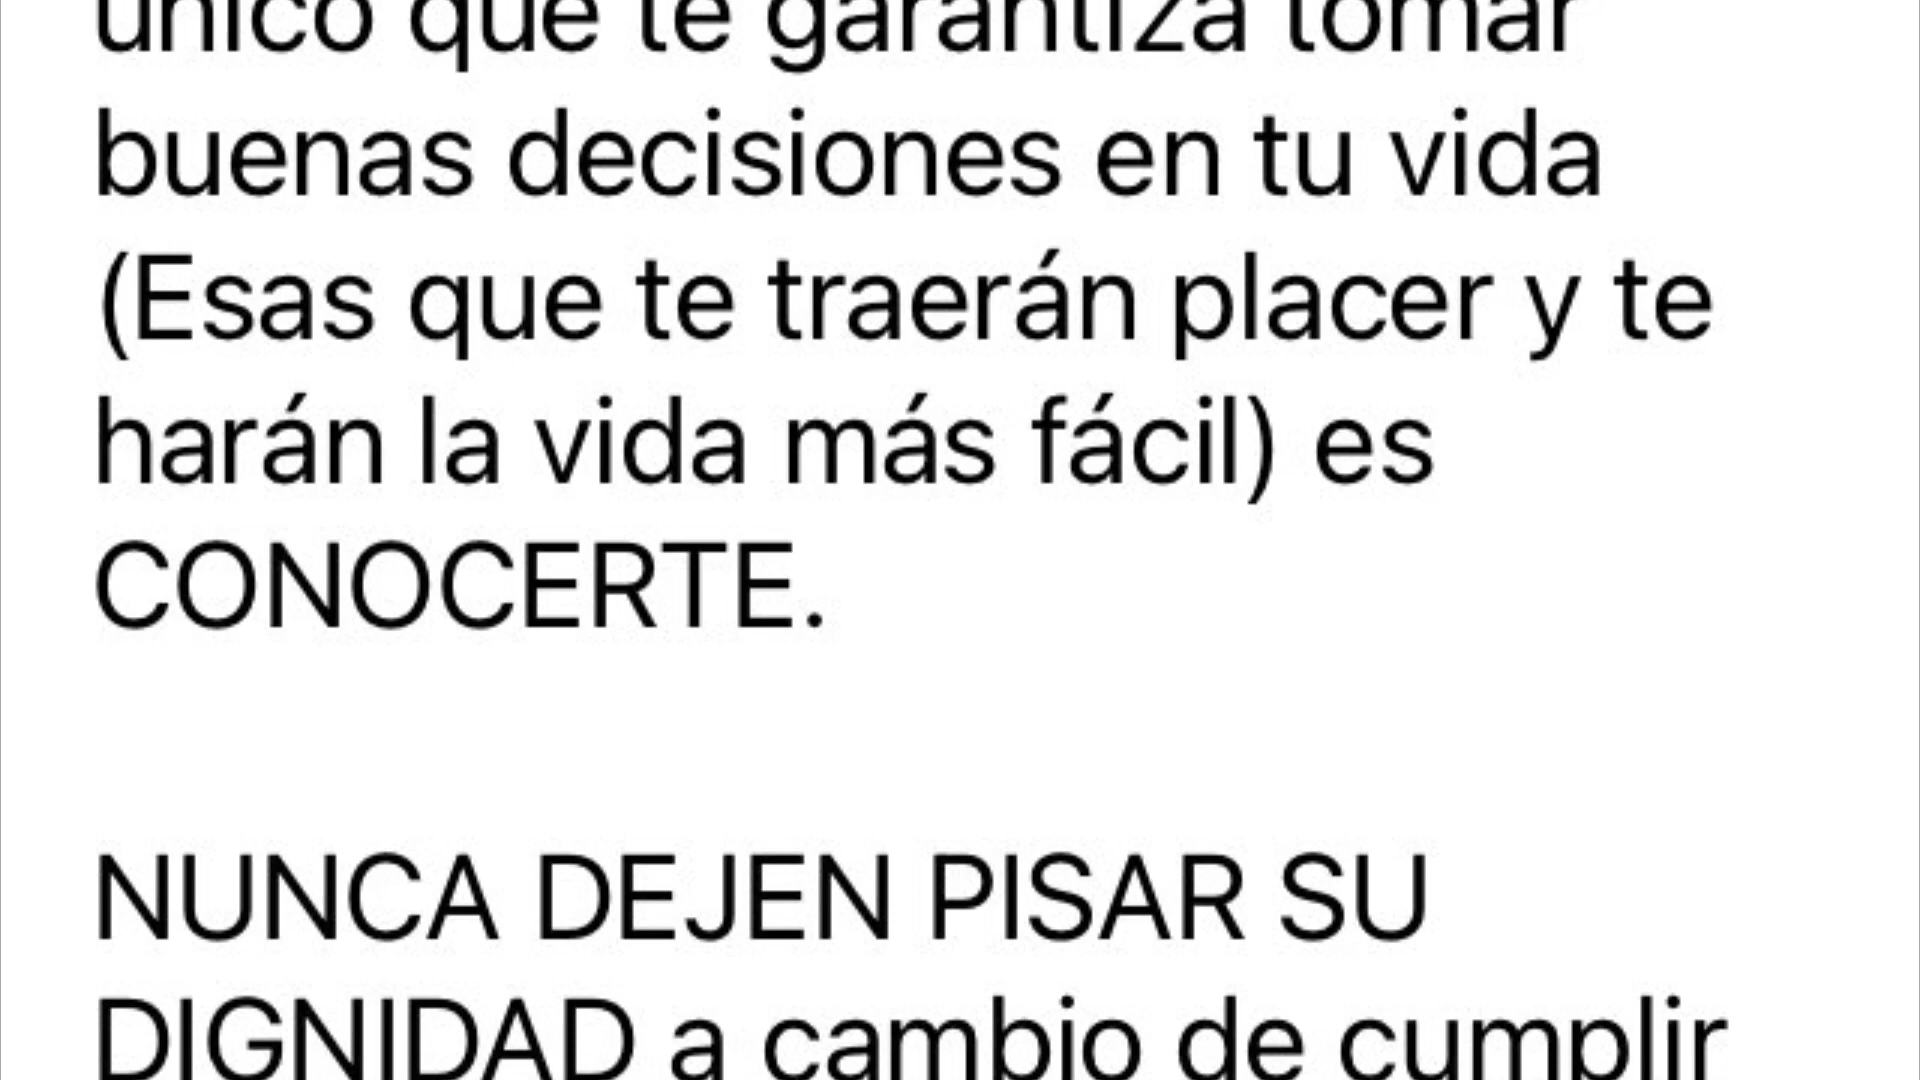 único que te garantiza tomar
buenas decisiones en tu vida
(Esas que te traerán placer y te
harán la vida más fácil) es
CONOCERTE.
NUNCA DEJEN PISAR SU
DIGNIDAD a cambio de cumplir